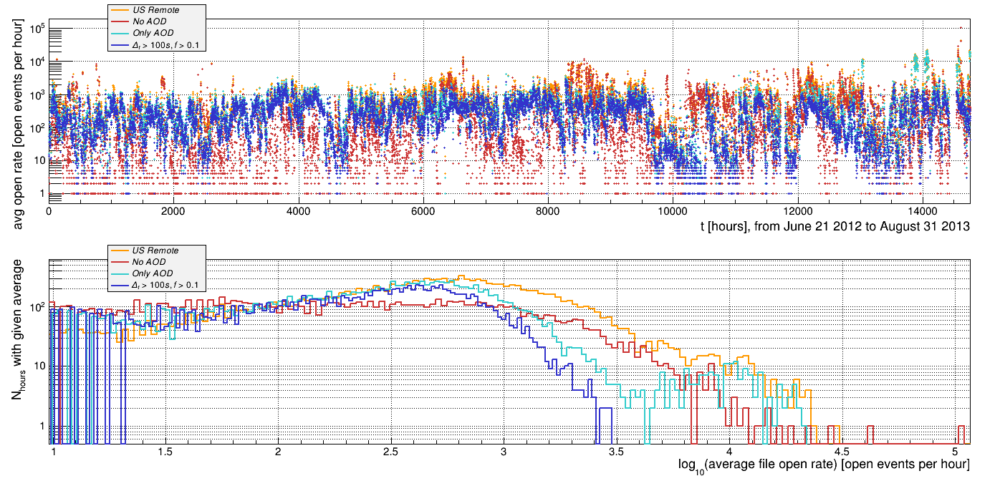 US Remote
No AOD
Only AOD
Δt > 100s, f > 0.1
avg open rate [open events per hour]
10^5
10^4
10^3
10^2
10
1
0 2000 4000 6000 8000 10000 12000 14000
t [hours], from June 21 2012 to August 31 2013
US Remote
No AOD
Only AOD
Δt > 100s, f > 0.1
N_hours with given average
10^2
10
1
1 1.5 2 2.5 3 3.5 4 4.5 5
log_10(average file open rate) [open events per hour]